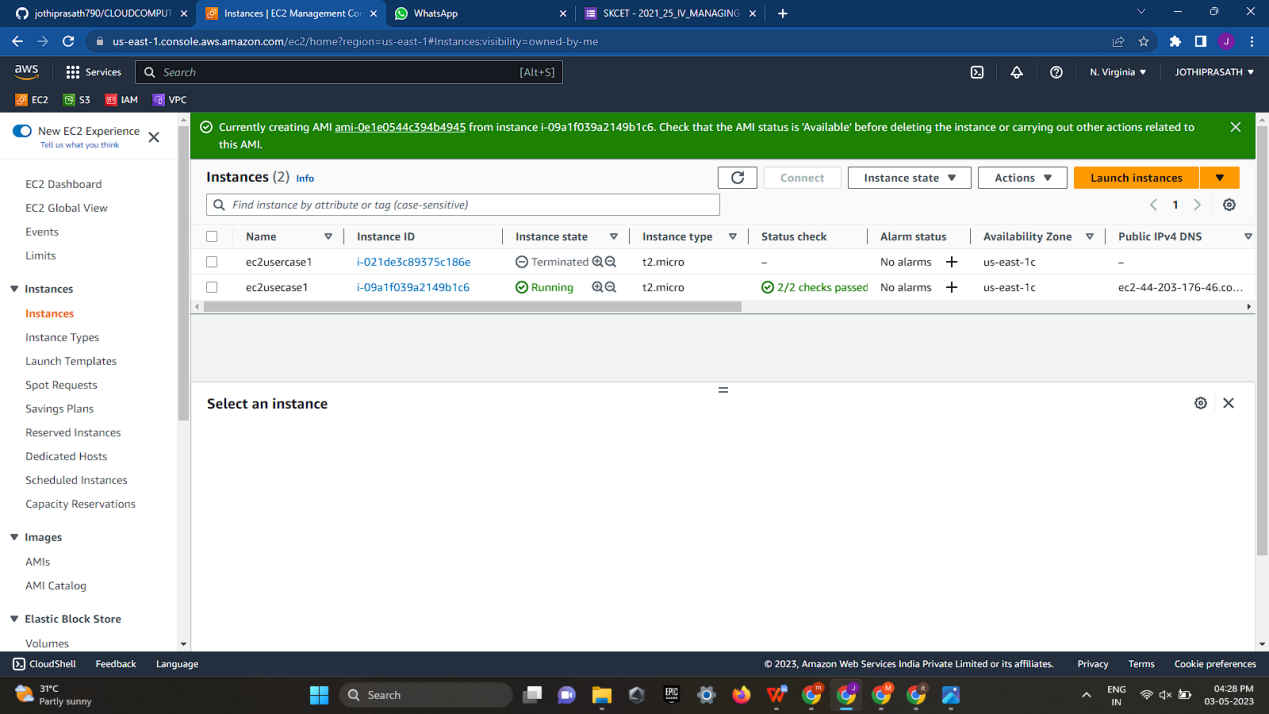 jothiprasath790/CLOUDCOMPUT
Instances | EC2 Management Con
WhatsApp
SKCET - 2021_25_IV_MANAGING
us-east-1.console.aws.amazon.com/ec2/home?region=us-east-1#Instances:visibility=owned-by-me
J
aws
Services
Search
[Alt+S]
N. Virginia
JOTHIPRASATH
EC2
S3
IAM
VPC
New EC2 Experience
Tell us what you think
EC2 Dashboard
EC2 Global View
Events
Limits
Instances
Instances
Instance Types
Launch Templates
Spot Requests
Savings Plans
Reserved Instances
Dedicated Hosts
Scheduled Instances
Capacity Reservations
Images
AMIs
AMI Catalog
Elastic Block Store
Volumes
Currently creating AMI ami-0e1e0544c394b4945 from instance i-09a1f039a2149b1c6. Check that the AMI status is 'Available' before deleting the instance or carrying out other actions related to
this AMI.
Instances (2) Info
Connect
Instance state
Actions
Launch instances
Find instance by attribute or tag (case-sensitive)
1
Name Instance ID Instance state Instance type Status check Alarm status Availability Zone Public IPv4 DNS
ec2usercase1 i-021de3c89375c186e Terminated t2.micro – No alarms + us-east-1c –
ec2usecase1 i-09a1f039a2149b1c6 Running t2.micro 2/2 checks passed No alarms + us-east-1c ec2-44-203-176-46.co...
Select an instance
CloudShell
Feedback
Language
© 2023, Amazon Web Services India Private Limited or its affiliates.
Privacy
Terms
Cookie preferences
31°C
Partly sunny
Search
ENG
IN
04:28 PM
03-05-2023